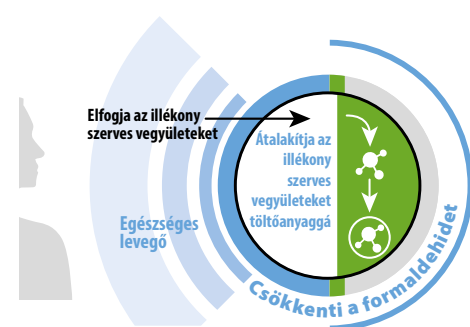 Elfogja az illékony
szerves vegyületeket
Átalakítja az
illékony
szerves
vegyületeket
töltőanyaggá
Egészséges
levegő
Csökkenti a formaldehidet